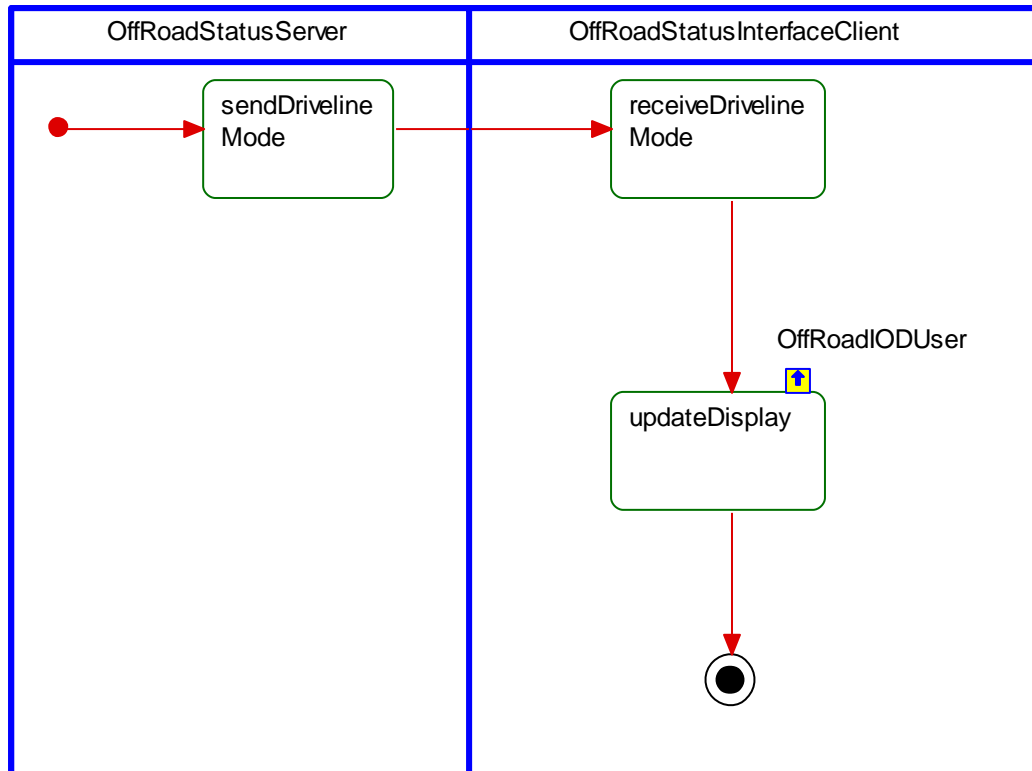 OffRoadStatusServer
OffRoadStatusInterfaceClient
sendDriveline
Mode
receiveDriveline
Mode
OffRoadIODUser
updateDisplay